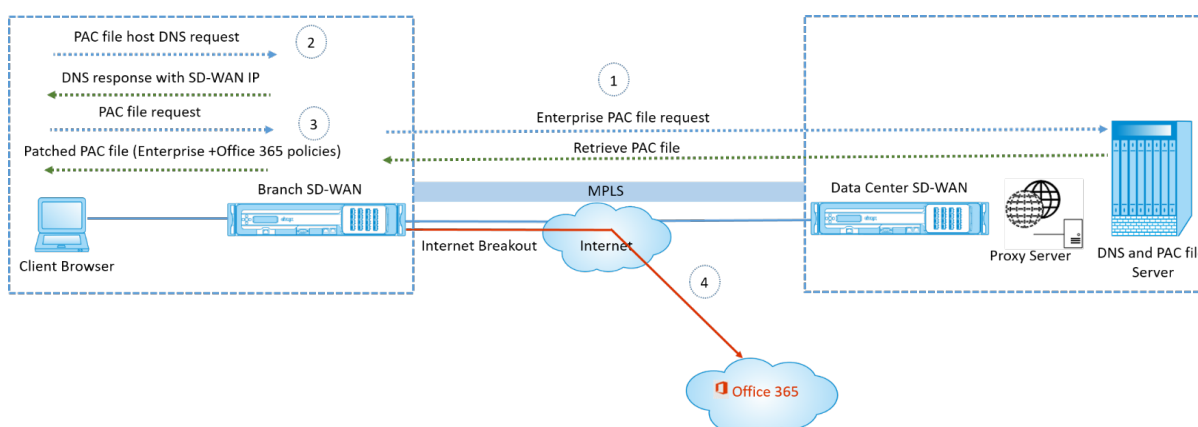 PAC file host DNS request
2
DNS response with SD-WAN IP
1
PAC file request
3
Enterprise PAC file request
Patched PAC file (Enterprise +Office 365 policies)
Retrieve PAC file
Branch SD-WAN
MPLS
Data Center SD-WAN
Internet Breakout
Internet
Client Browser
Proxy Server
DNS and PAC fil
Server
4
Office 365